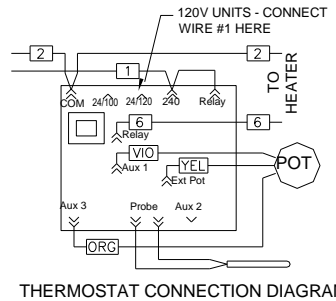 120V UNITS - CONNECT
WIRE #1 HERE
2
2
1
TO
HEATER
COM
24/100
24/120
240
Relay
6
6
Relay
VIO
Aux 1
YEL
POT
Ext Pot
Aux 3
Probe
Aux 2
ORG
THERMOSTAT CONNECTION DIAGRA